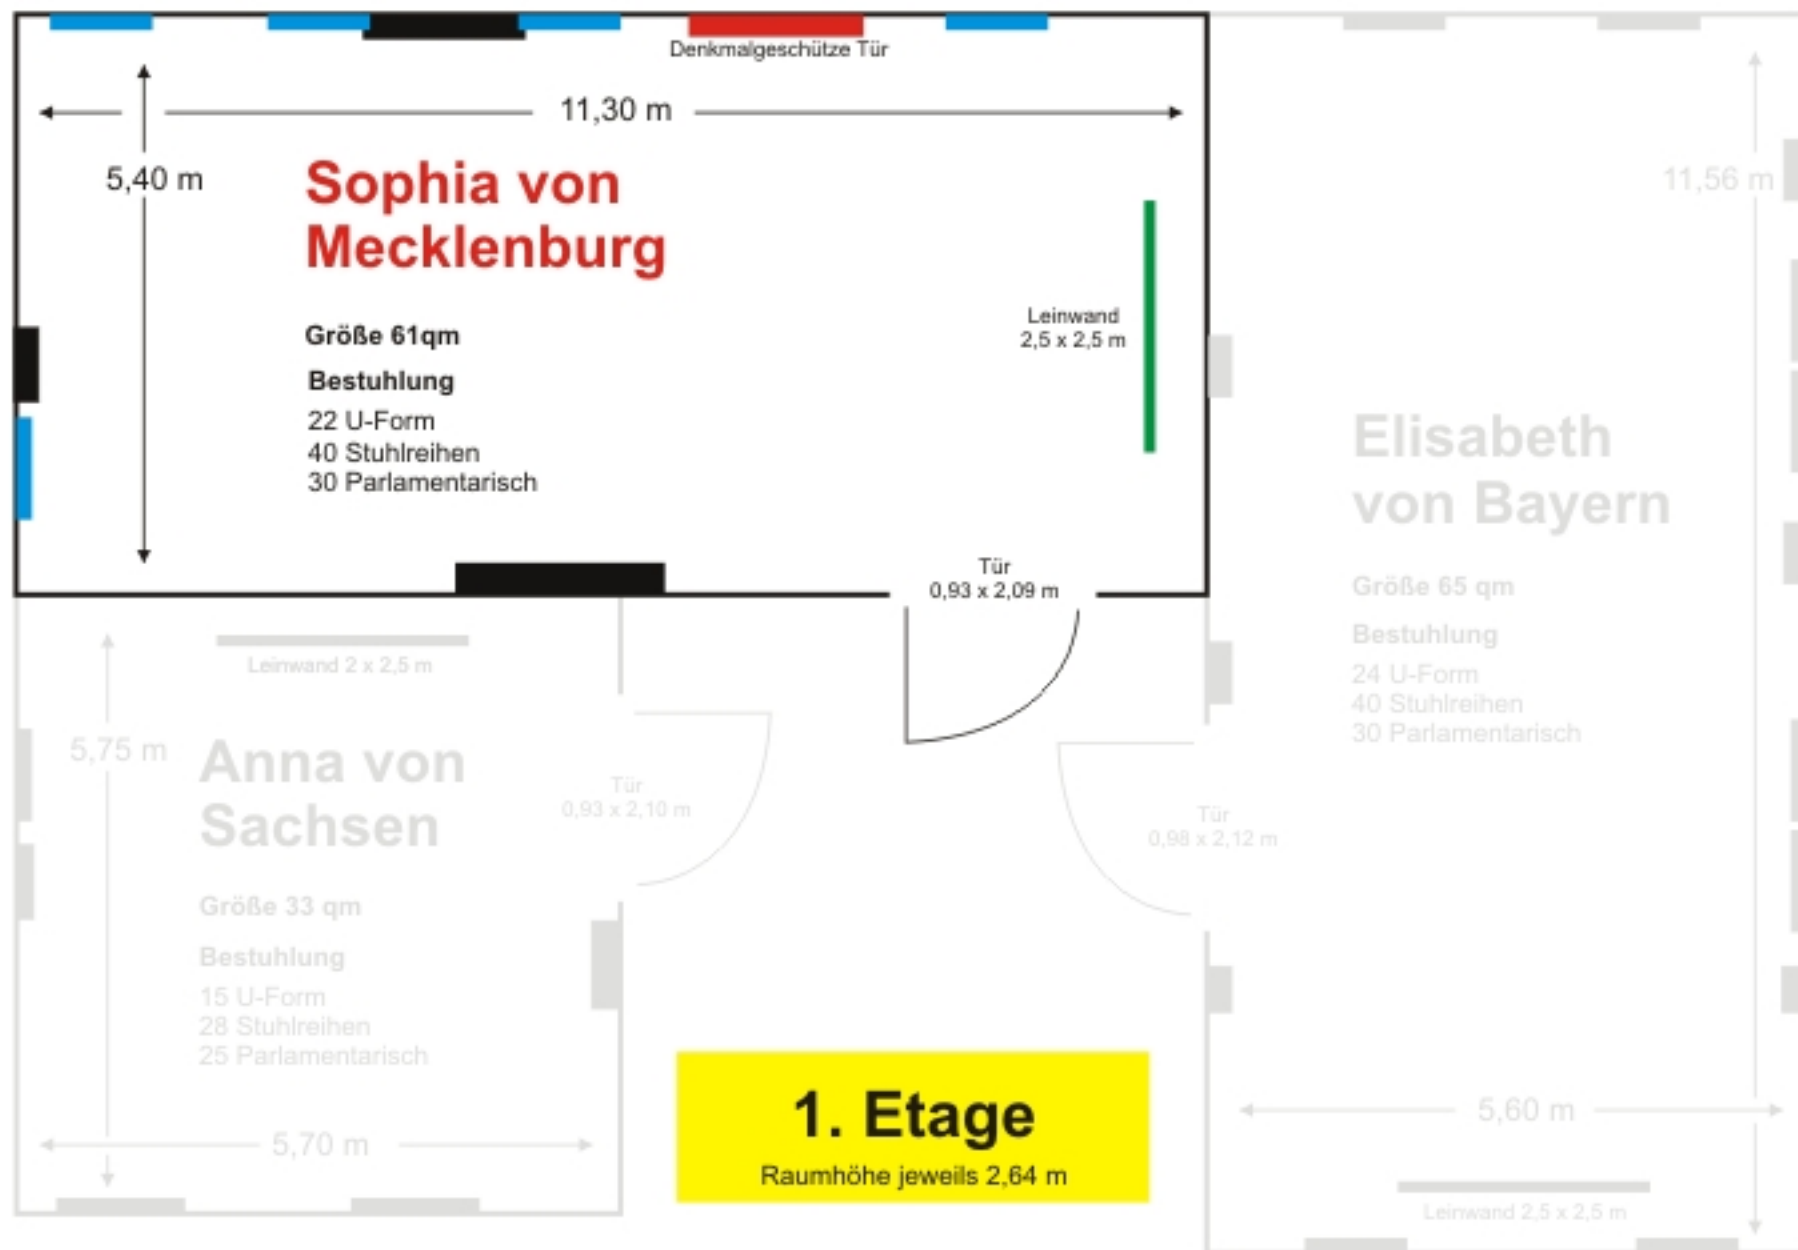 Denkmalgeschütze Tür
11,30 m
5,40 m
Sophia von
Mecklenburg
Größe 61qm
Bestuhlung
22 U-Form
40 Stuhlreihen
30 Parlamentarisch
Leinwand
2,5 x 2,5 m
Tür
0,93 x 2,09 m
11,56 m
Elisabeth
von Bayern
Größe 65 qm
Bestuhlung
24 U-Form
40 Stuhlreihen
30 Parlamentarisch
Tür
0,98 x 2,12 m
5,60 m
Leinwand 2,5 x 2,5 m
Leinwand 2 x 2,5 m
5,75 m
Anna von
Sachsen
Tür
0,93 x 2,10 m
Größe 33 qm
Bestuhlung
15 U-Form
28 Stuhlreihen
25 Parlamentarisch
5,70 m
1. Etage
Raumhöhe jeweils 2,64 m